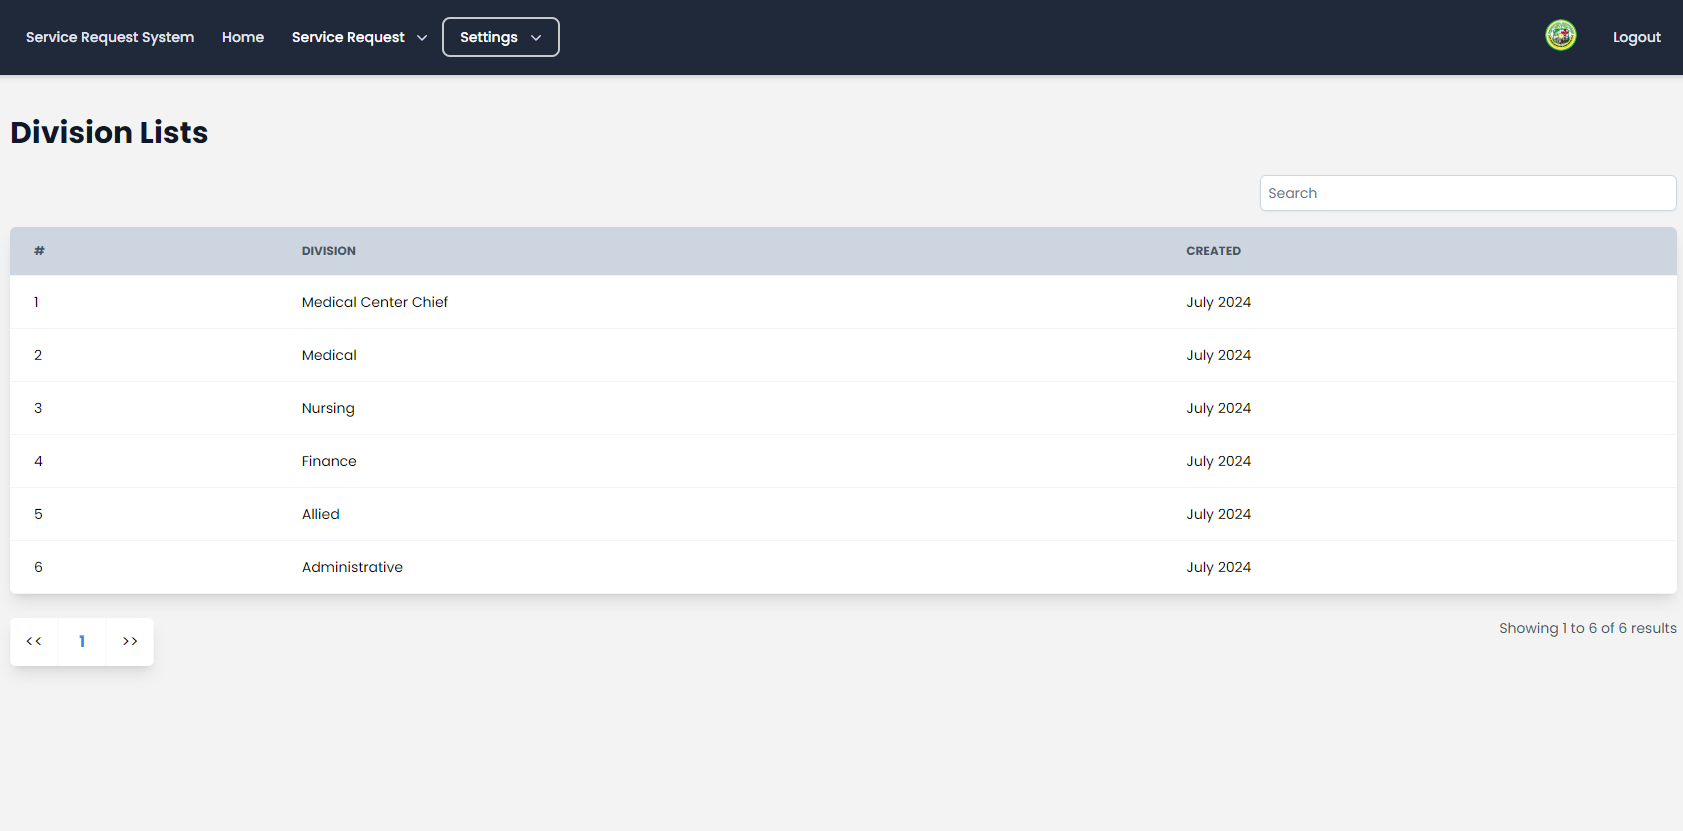 Service Request System Home Service Request Settings Logout
Division Lists
Search
# DIVISION CREATED
1 Medical Center Chief July 2024
2 Medical July 2024
3 Nursing July 2024
4 Finance July 2024
5 Allied July 2024
6 Administrative July 2024
<< 1 >> Showing 1 to 6 of 6 results